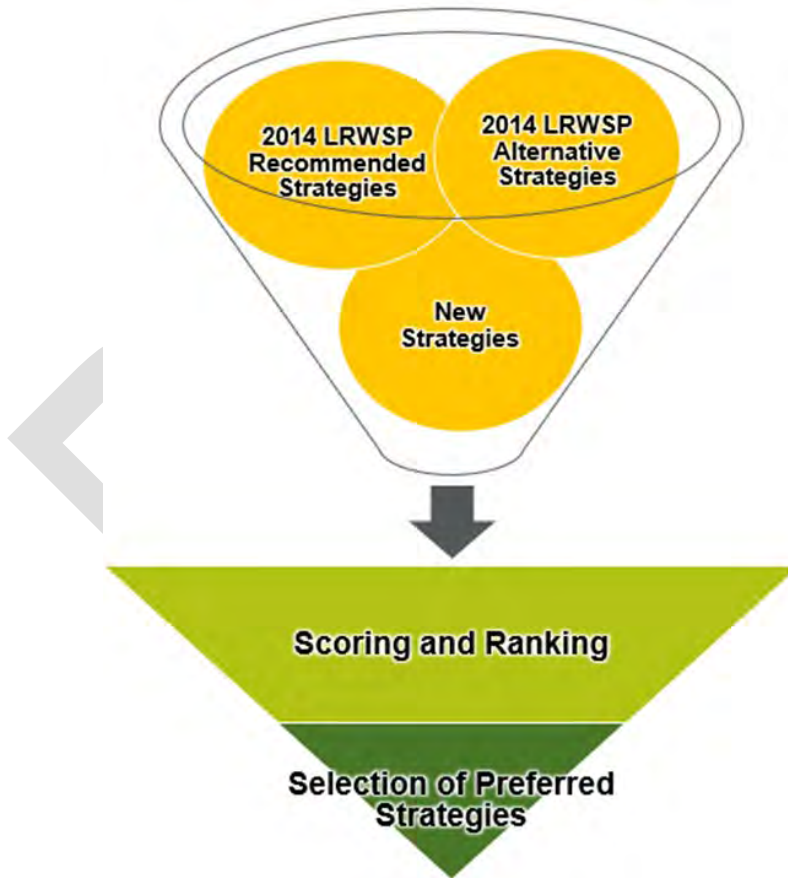 2014 LRWSP
Recommended
Strategies
2014 LRWSP
Alternative
Strategies
New
Strategies
Scoring and Ranking
Selection of Preferred
Strategies